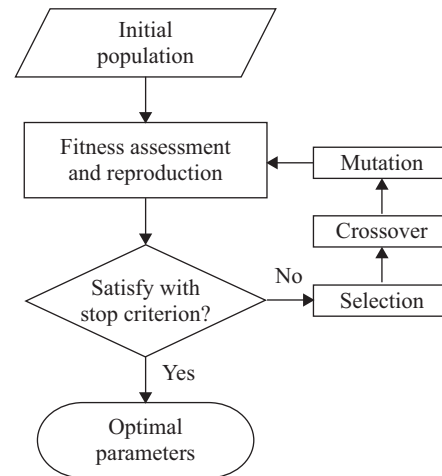 Initial
population
Fitness assessment
and reproduction
Mutation
Crossover
Satisfy with
stop criterion?
No
Selection
Yes
Optimal
parameters